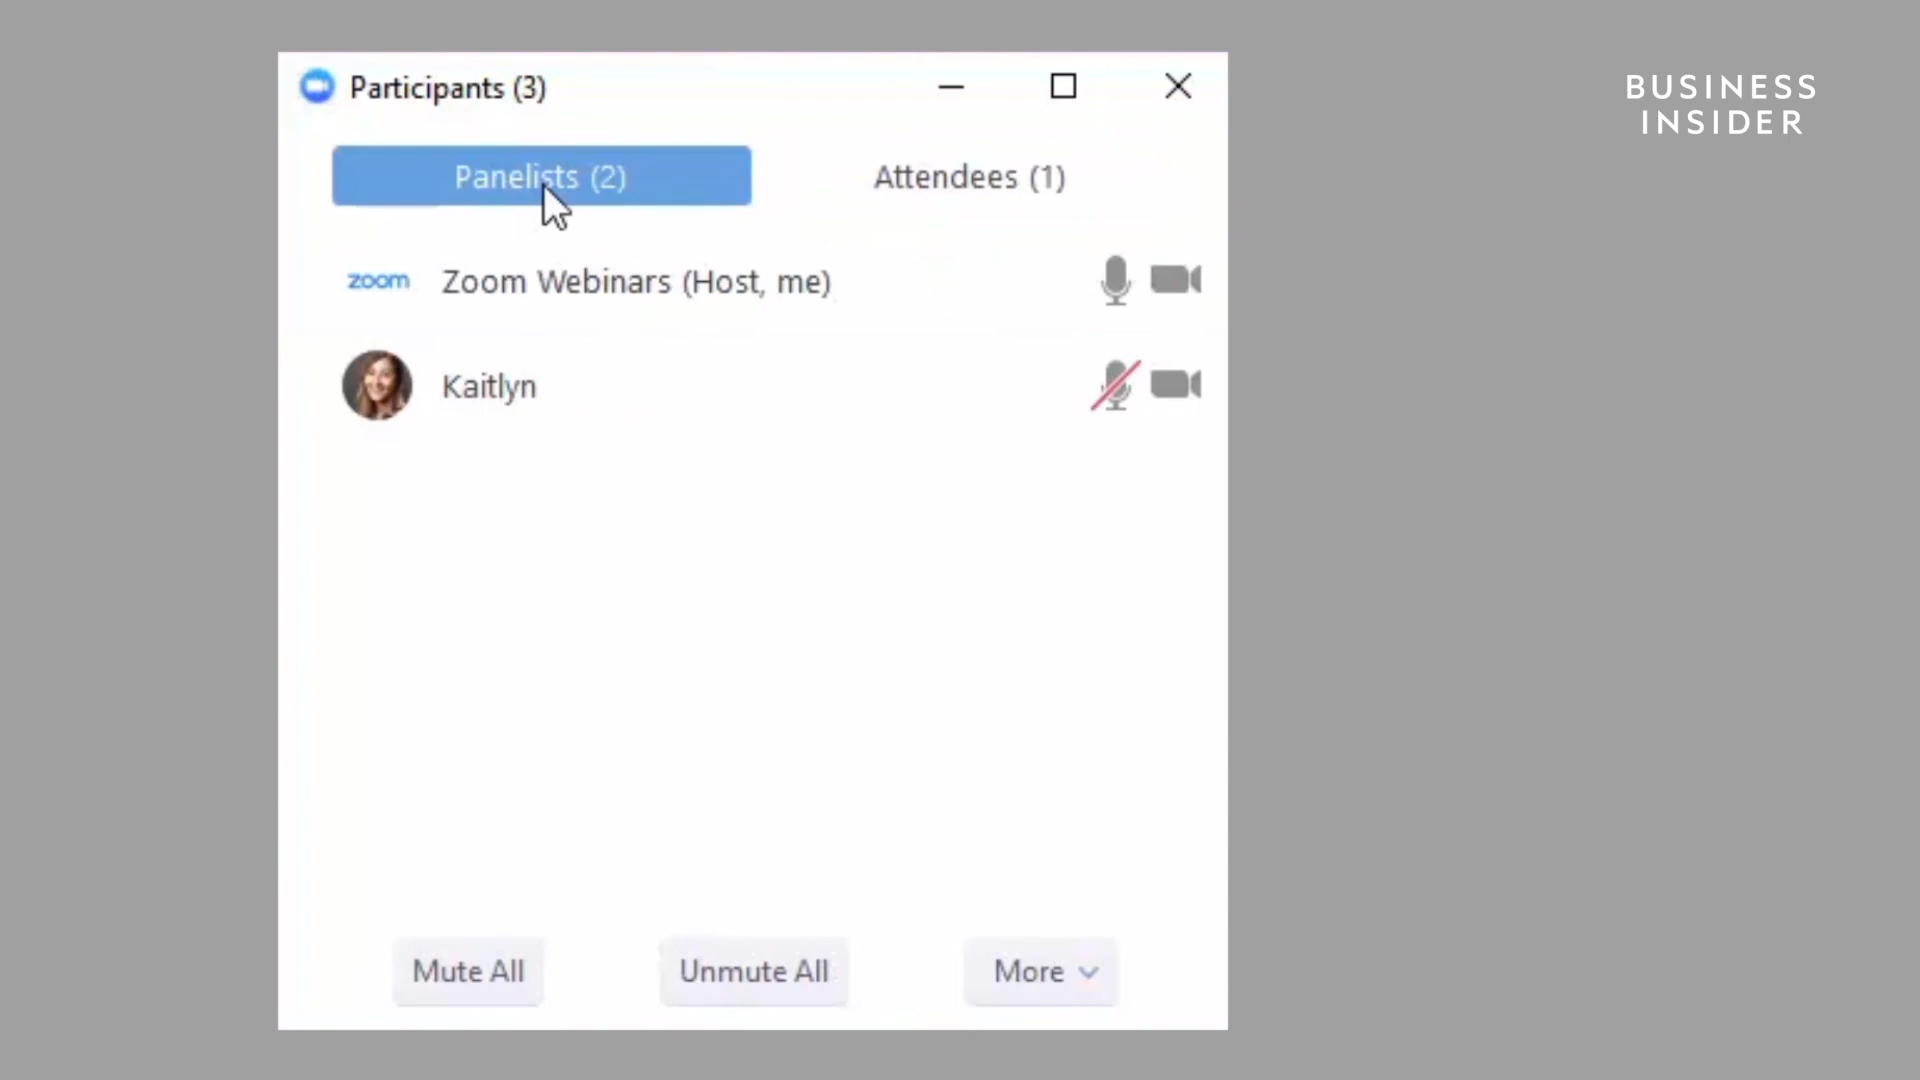 Participants (3)
BUSINESS
INSIDER
Panelists (2)
Attendees (1)
zoom
Zoom Webinars (Host, me)
Kaitlyn
Mute All
Unmute All
More